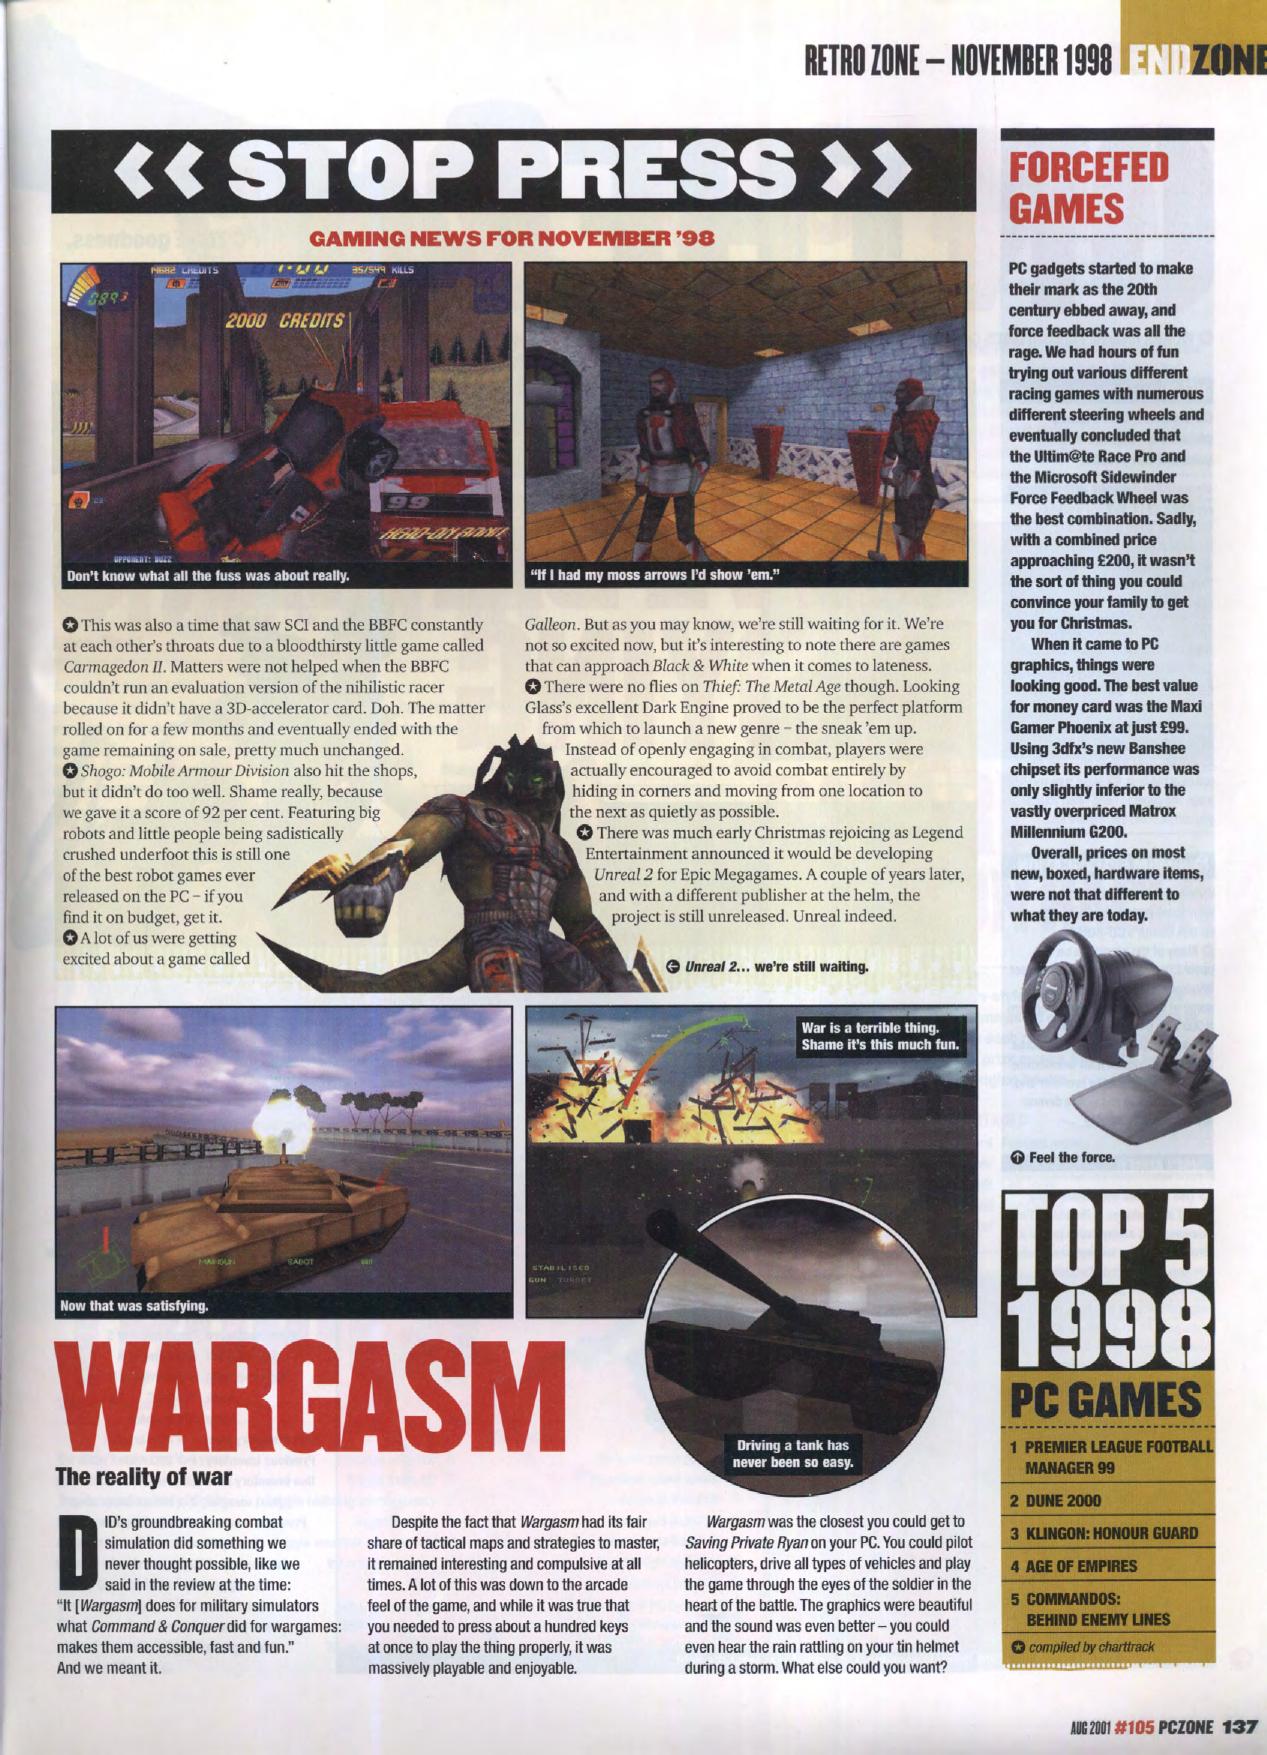 RETRO ZONE – NOVEMBER 1998 ENDZONE
<< STOP PRESS >>
GAMING NEWS FOR NOVEMBER '98
14682 CREDITS
35/549 KILLS
2000 CREDITS
99
HEAD-ON BONUS!
OPPONENT: BUZZ
Don't know what all the fuss was about really.
"If I had my moss arrows I'd show 'em."
This was also a time that saw SCI and the BBFC constantly
at each other's throats due to a bloodthirsty little game called
Carmagedon II. Matters were not helped when the BBFC
couldn't run an evaluation version of the nihilistic racer
because it didn't have a 3D-accelerator card. Doh. The matter
rolled on for a few months and eventually ended with the
game remaining on sale, pretty much unchanged.
Shogo: Mobile Armour Division also hit the shops,
but it didn't do too well. Shame really, because
we gave it a score of 92 per cent. Featuring big
robots and little people being sadistically
crushed underfoot this is still one
of the best robot games ever
released on the PC – if you
find it on budget, get it.
A lot of us were getting
excited about a game called
Galleon. But as you may know, we're still waiting for it. We're
not so excited now, but it's interesting to note there are games
that can approach Black & White when it comes to lateness.
There were no flies on Thief: The Metal Age though. Looking
Glass's excellent Dark Engine proved to be the perfect platform
from which to launch a new genre – the sneak 'em up.
Instead of openly engaging in combat, players were
actually encouraged to avoid combat entirely by
hiding in corners and moving from one location to
the next as quietly as possible.
There was much early Christmas rejoicing as Legend
Entertainment announced it would be developing
Unreal 2 for Epic Megagames. A couple of years later,
and with a different publisher at the helm, the
project is still unreleased. Unreal indeed.
Unreal 2... we're still waiting.
MAINGUN SABOT
Now that was satisfying.
War is a terrible thing.
Shame it's this much fun.
STABILISED
GUN TURRET
Driving a tank has
never been so easy.
WARGASM
The reality of war
DID's groundbreaking combat
simulation did something we
never thought possible, like we
said in the review at the time:
"It [Wargasm] does for military simulators
what Command & Conquer did for wargames:
makes them accessible, fast and fun."
And we meant it.
Despite the fact that Wargasm had its fair
share of tactical maps and strategies to master,
it remained interesting and compulsive at all
times. A lot of this was down to the arcade
feel of the game, and while it was true that
you needed to press about a hundred keys
at once to play the thing properly, it was
massively playable and enjoyable.
Wargasm was the closest you could get to
Saving Private Ryan on your PC. You could pilot
helicopters, drive all types of vehicles and play
the game through the eyes of the soldier in the
heart of the battle. The graphics were beautiful
and the sound was even better – you could
even hear the rain rattling on your tin helmet
during a storm. What else could you want?
FORCEFED
GAMES
PC gadgets started to make
their mark as the 20th
century ebbed away, and
force feedback was all the
rage. We had hours of fun
trying out various different
racing games with numerous
different steering wheels and
eventually concluded that
the Ultim@te Race Pro and
the Microsoft Sidewinder
Force Feedback Wheel was
the best combination. Sadly,
with a combined price
approaching £200, it wasn't
the sort of thing you could
convince your family to get
you for Christmas.
When it came to PC
graphics, things were
looking good. The best value
for money card was the Maxi
Gamer Phoenix at just £99.
Using 3dfx's new Banshee
chipset its performance was
only slightly inferior to the
vastly overpriced Matrox
Millennium G200.
Overall, prices on most
new, boxed, hardware items,
were not that different to
what they are today.
Feel the force.
TOP 5
1998
PC GAMES
1 PREMIER LEAGUE FOOTBALL
MANAGER 99
2 DUNE 2000
3 KLINGON: HONOUR GUARD
4 AGE OF EMPIRES
5 COMMANDOS:
BEHIND ENEMY LINES
compiled by charttrack
AUG 2001 #105 PCZONE 137